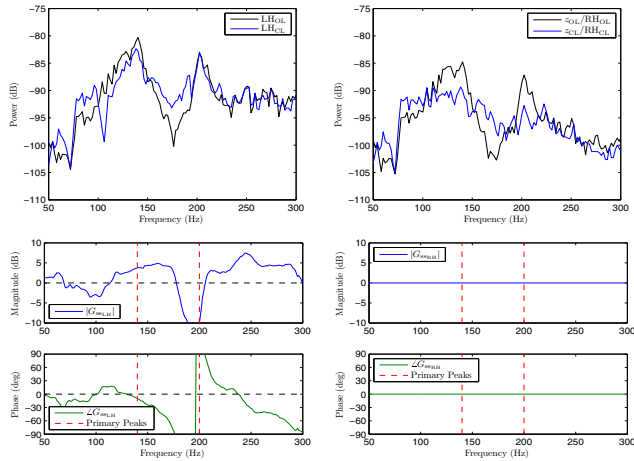 −75
−80
−85
−90
−95
−100
−105
−110
Power (dB)
50 100 150 200 250 300
Frequency (Hz)
LH_OL
LH_CL
−75
−80
−85
−90
−95
−100
−105
−110
Power (dB)
50 100 150 200 250 300
Frequency (Hz)
z_OL/RH_OL
z_CL/RH_CL
10
5
0
−5
−10
Magnitude (dB)
50 100 150 200 250 300
|G_ss_LH|
10
5
0
−5
−10
Magnitude (dB)
50 100 150 200 250 300
|G_ss_RH|
90
60
30
0
−30
−60
−90
Phase (deg)
50 100 150 200 250 300
Frequency (Hz)
∠G_ss_LH
Primary Peaks
90
60
30
0
−30
−60
−90
Phase (deg)
50 100 150 200 250 300
Frequency (Hz)
∠G_ss_RH
Primary Peaks